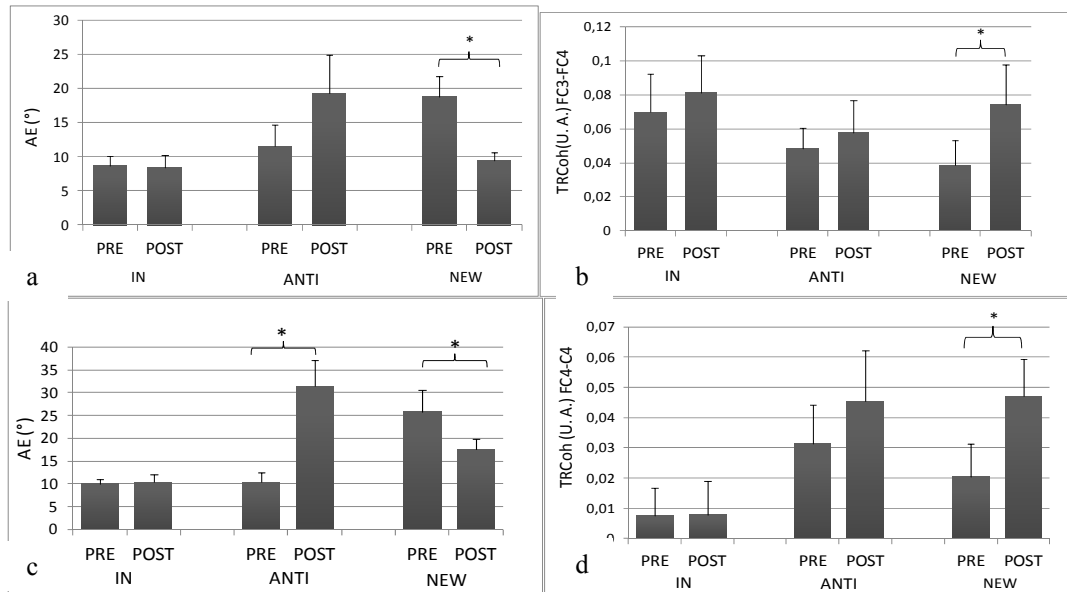 30
25
20
15
10
5
0
AE (°)
*
PRE POST PRE POST PRE POST
IN ANTI NEW
a
0,12
0,1
0,08
0,06
0,04
0,02
0
TRCoh(U. A.) FC3-FC4
*
PRE POST PRE POST PRE POST
IN ANTI NEW
b
40
35
30
25
20
15
10
5
0
AE (°)
* *
PRE POST PRE POST PRE POST
IN ANTI NEW
c
0,07
0,06
0,05
0,04
0,03
0,02
0,01
0
TRCoh (U. A.) FC4-C4
*
PRE POST PRE POST PRE POST
IN ANTI NEW
d